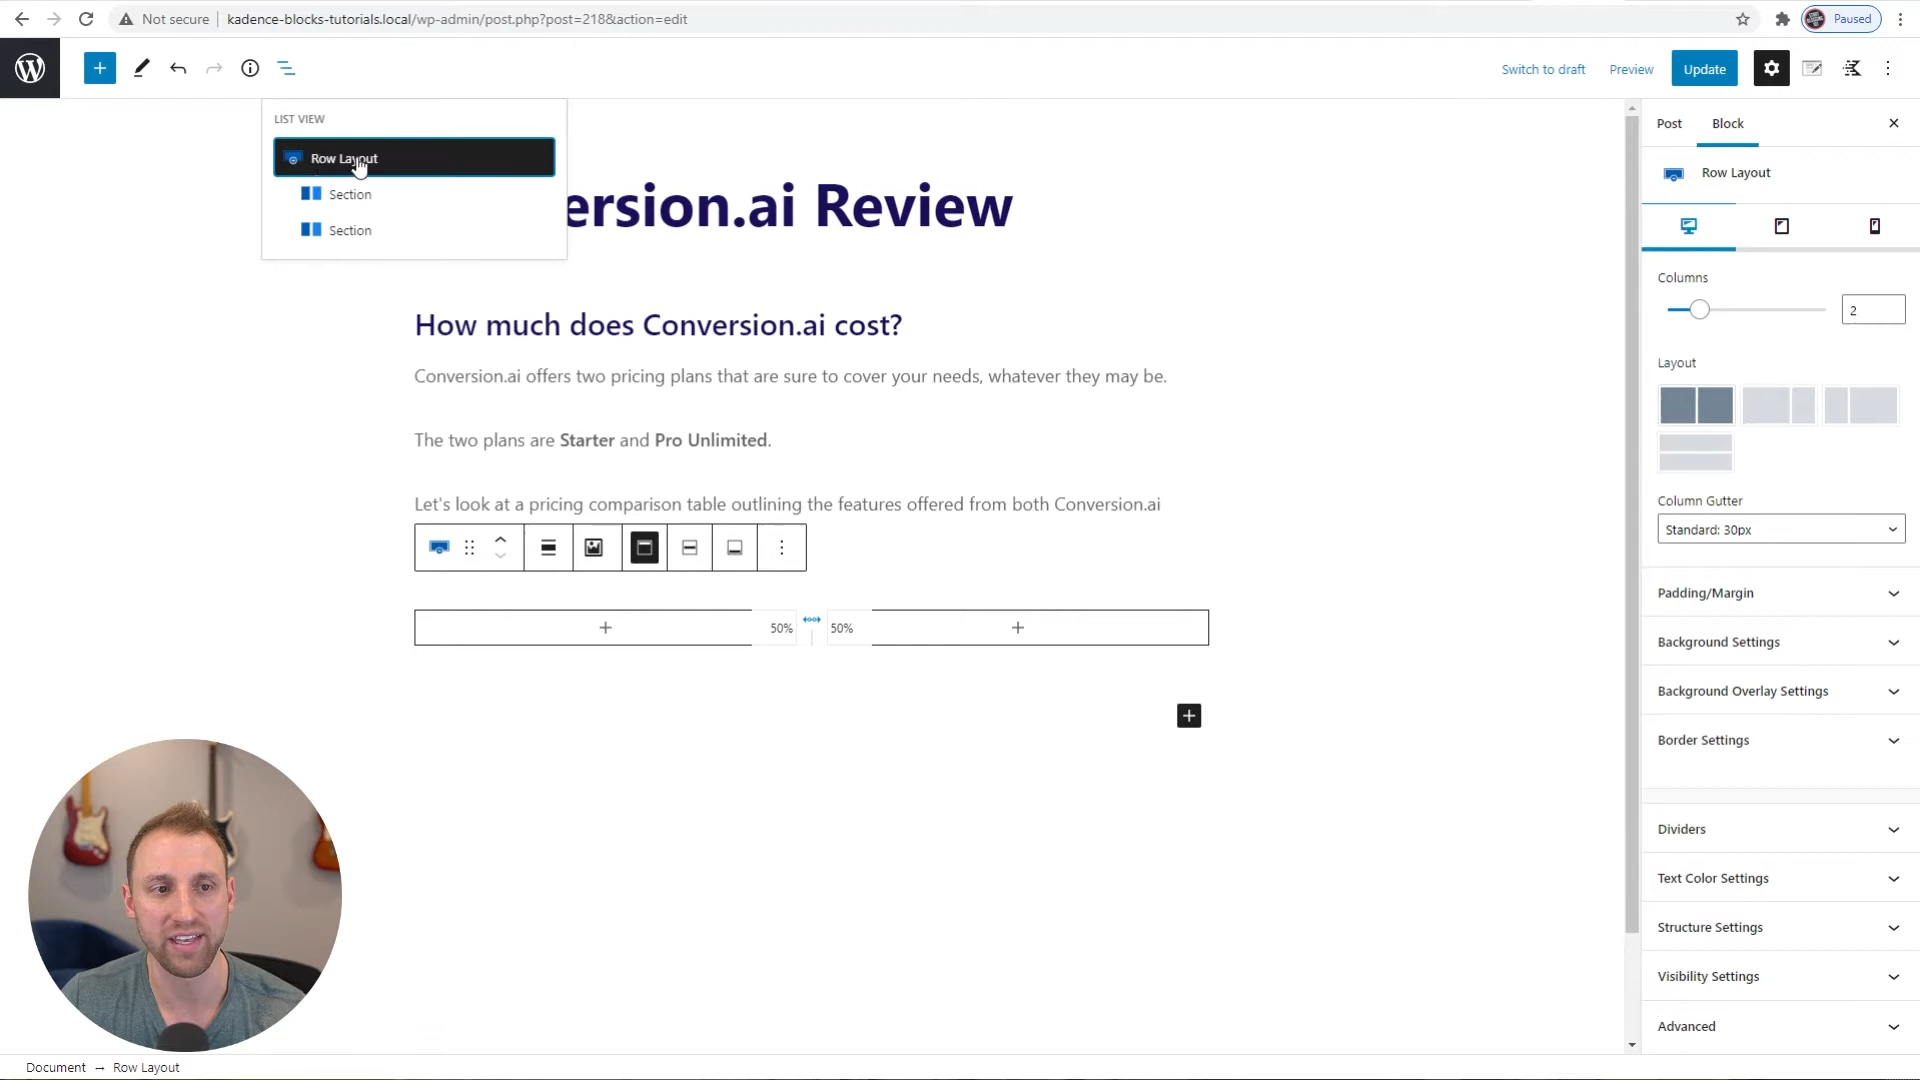 Not secure
kadence-blocks-tutorials.local/wp-admin/post.php?post=218&action=edit
Paused
Switch to draft
Preview
Update
LIST VIEW
Row Layout
Section
Section
ersion.ai Review
How much does Conversion.ai cost?
Conversion.ai offers two pricing plans that are sure to cover your needs, whatever they may be.
The two plans are Starter and Pro Unlimited.
Let's look at a pricing comparison table outlining the features offered from both Conversion.ai
50%
50%
Post
Block
Row Layout
Columns
2
Layout
Column Gutter
Standard: 30px
Padding/Margin
Background Settings
Background Overlay Settings
Border Settings
Dividers
Text Color Settings
Structure Settings
Visibility Settings
Advanced
Document → Row Layout